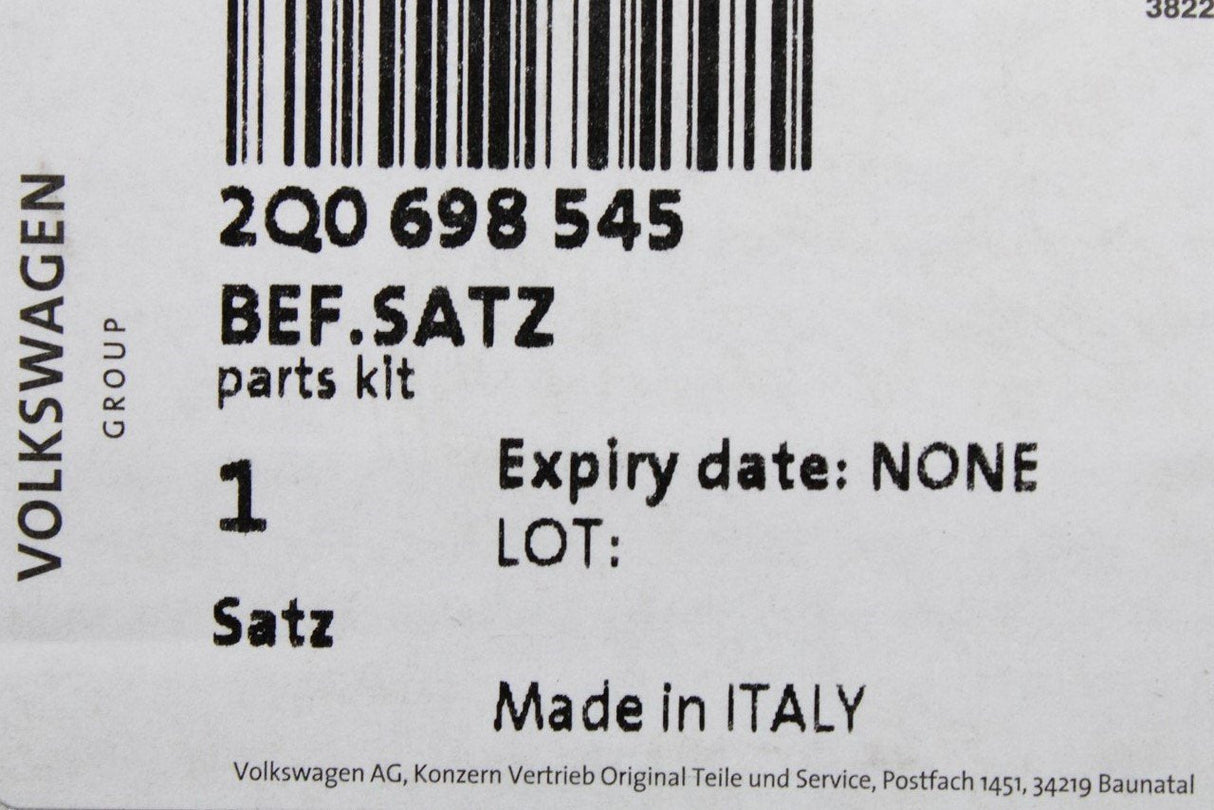 3822
2Q0 698 545
BEF.SATZ
parts kit
1
Expiry date: NONE
LOT:
Satz
Made in ITALY
Volkswagen AG, Konzern Vertrieb Original Teile und Service, Postfach 1451, 34219 Baunatal
VOLKSWAGEN
GROUP